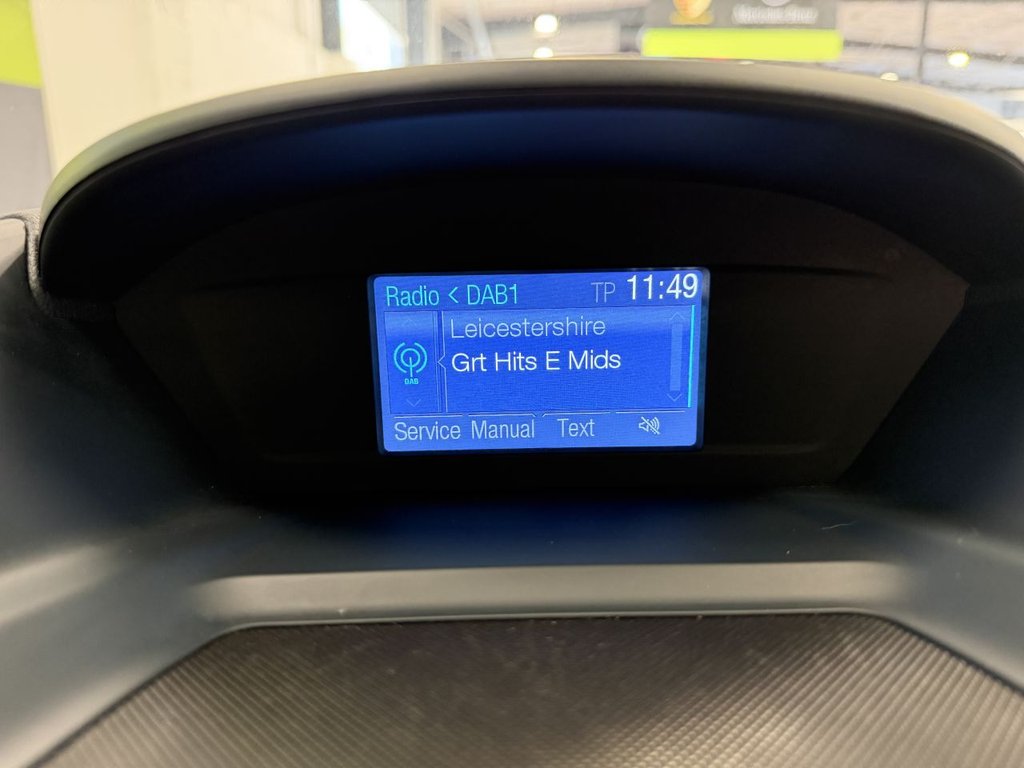 Radio < DAB1 TP 11:49
Leicestershire
DAB
Grt Hits E Mids
Service Manual Text